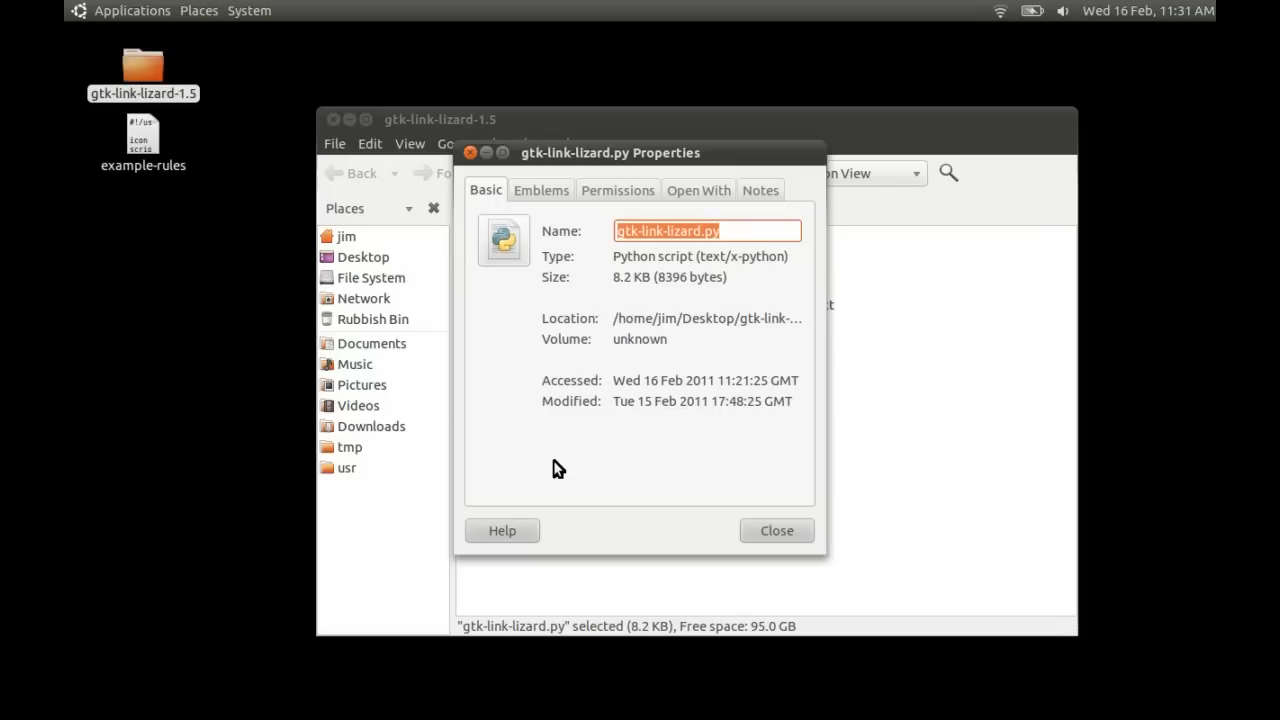 Applications Places System
Wed 16 Feb, 11:31 AM
gtk-link-lizard-1.5
#!/us
icon
scrip
example-rules
gtk-link-lizard-1.5
File Edit View
gtk-link-lizard.py Properties
Back
View
Basic Emblems Permissions Open With Notes
Places
Name: gtk-link-lizard.py
Type: Python script (text/x-python)
Size: 8.2 KB (8396 bytes)
Location: /home/jim/Desktop/gtk-link-...
Volume: unknown
Accessed: Wed 16 Feb 2011 11:21:25 GMT
Modified: Tue 15 Feb 2011 17:48:25 GMT
Help Close
jim
Desktop
File System
Network
Rubbish Bin
Documents
Music
Pictures
Videos
Downloads
tmp
usr
"gtk-link-lizard.py" selected (8.2 KB), Free space: 95.0 GB